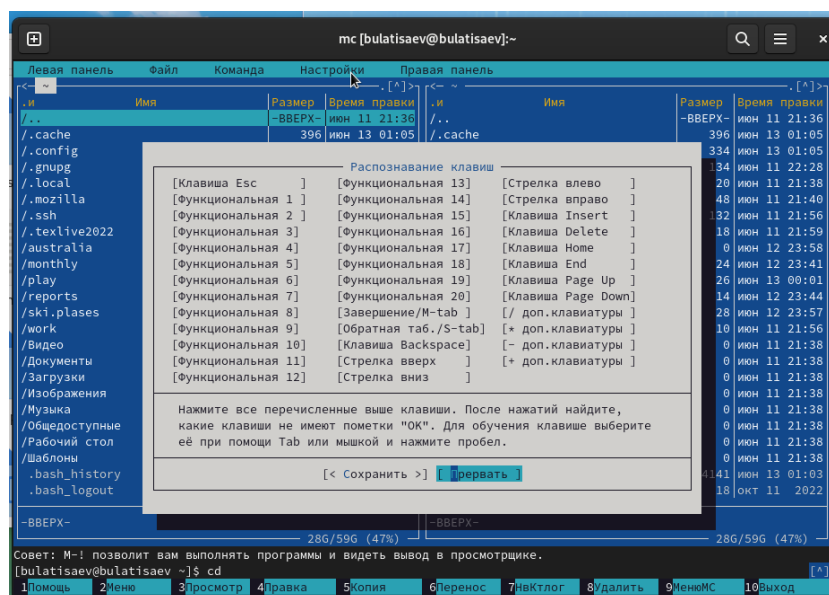 mc [bulatisaev@bulatisaev]:~
Левая панель Файл Команда Настройки Правая панель
<- ~ .[^]> <- ~ .[^]>
.и Имя Размер Время правки .и Имя Размер Время правки
/.. -ВВЕРХ- июн 11 21:36 /.. -ВВЕРХ- июн 11 21:36
/.cache 396 июн 13 01:05 /.cache 396 июн 13 01:05
/.config 334 июн 13 01:05
/.gnupg Распознавание клавиш 134 июн 11 22:28
/.local [Клавиша Esc ] [Функциональная 13] [Стрелка влево ] 20 июн 11 21:38
/.mozilla [Функциональная 1 ] [Функциональная 14] [Стрелка вправо ] 48 июн 11 21:40
/.ssh [Функциональная 2 ] [Функциональная 15] [Клавиша Insert ] 132 июн 11 21:56
/.texlive2022 [Функциональная 3] [Функциональная 16] [Клавиша Delete ] 18 июн 11 21:59
/australia [Функциональная 4] [Функциональная 17] [Клавиша Home ] 0 июн 12 23:58
/monthly [Функциональная 5] [Функциональная 18] [Клавиша End ] 24 июн 12 23:41
/play [Функциональная 6] [Функциональная 19] [Клавиша Page Up ] 26 июн 13 00:01
/reports [Функциональная 7] [Функциональная 20] [Клавиша Page Down] 14 июн 12 23:44
/ski.plases [Функциональная 8] [Завершение/M-tab ] [/ доп.клавиатуры ] 28 июн 12 23:57
/work [Функциональная 9] [Обратная таб./S-tab] [* доп.клавиатуры ] 10 июн 11 21:56
/Видео [Функциональная 10] [Клавиша Backspace] [- доп.клавиатуры ] 0 июн 11 21:38
/Документы [Функциональная 11] [Стрелка вверх ] [+ доп.клавиатуры ] 0 июн 11 21:38
/Загрузки [Функциональная 12] [Стрелка вниз ] 0 июн 11 21:38
/Изображения 0 июн 11 21:38
/Музыка Нажмите все перечисленные выше клавиши. После нажатий найдите, 0 июн 11 21:38
/Общедоступные какие клавиши не имеют пометки "OK". Для обучения клавише выберите 0 июн 11 21:38
/Рабочий стол её при помощи Tab или мышкой и нажмите пробел. 0 июн 11 21:38
/Шаблоны 0 июн 11 21:38
.bash_history [< Сохранить >] [ Прервать ] 4141 июн 13 01:03
.bash_logout 18 окт 11 2022
-ВВЕРХ- -ВВЕРХ-
28G/59G (47%) 28G/59G (47%)
Совет: M-! позволит вам выполнять программы и видеть вывод в просмотрщике.
[bulatisaev@bulatisaev ~]$ cd [^]
1Помощь 2Меню 3Просмотр 4Правка 5Копия 6Перенос 7НвКтлог 8Удалить 9МенюMC 10Выход